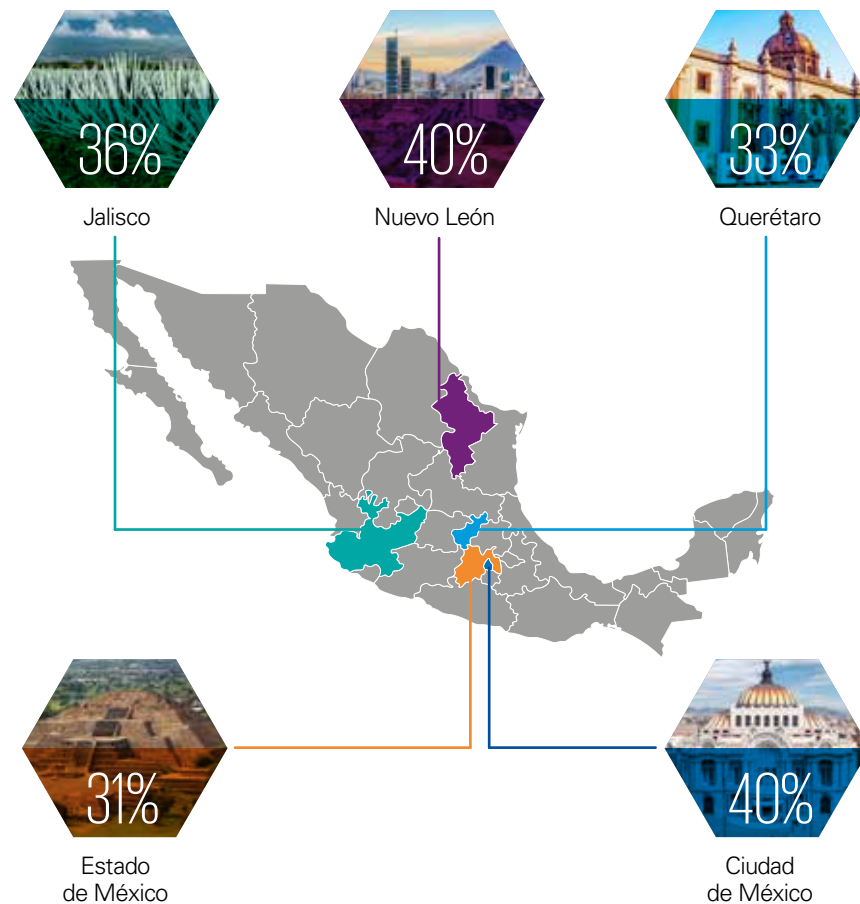 36%
Jalisco
40%
Nuevo León
33%
Querétaro
31%
Estado
de México
40%
Ciudad
de México